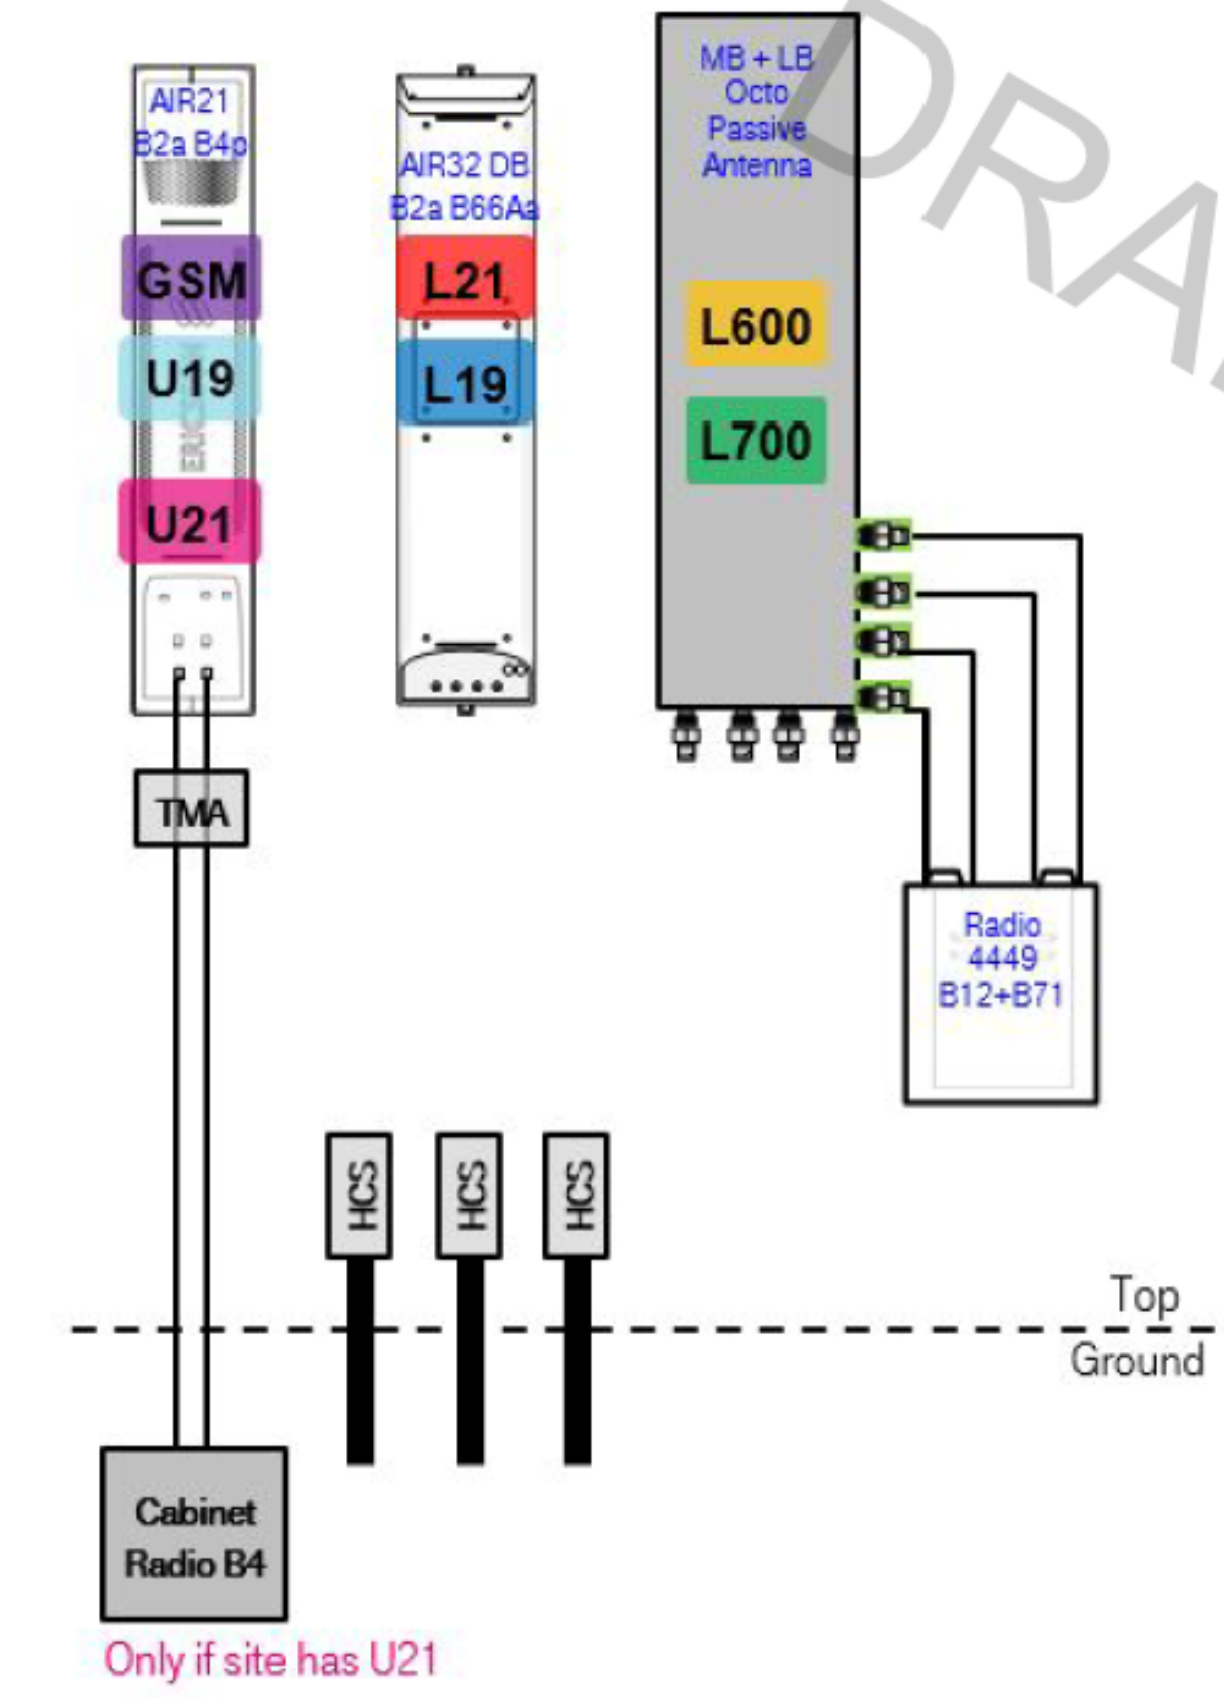 AIR21
B2a B4p
GSM
U19
U21
TMA
AIR32 DB
B2a B66Aa
L21
L19
MB + LB
Octo
Passive
Antenna
L600
L700
Radio
4449
B12+B71
HCS
HCS
HCS
Top
Ground
Cabinet
Radio B4
Only if site has U21